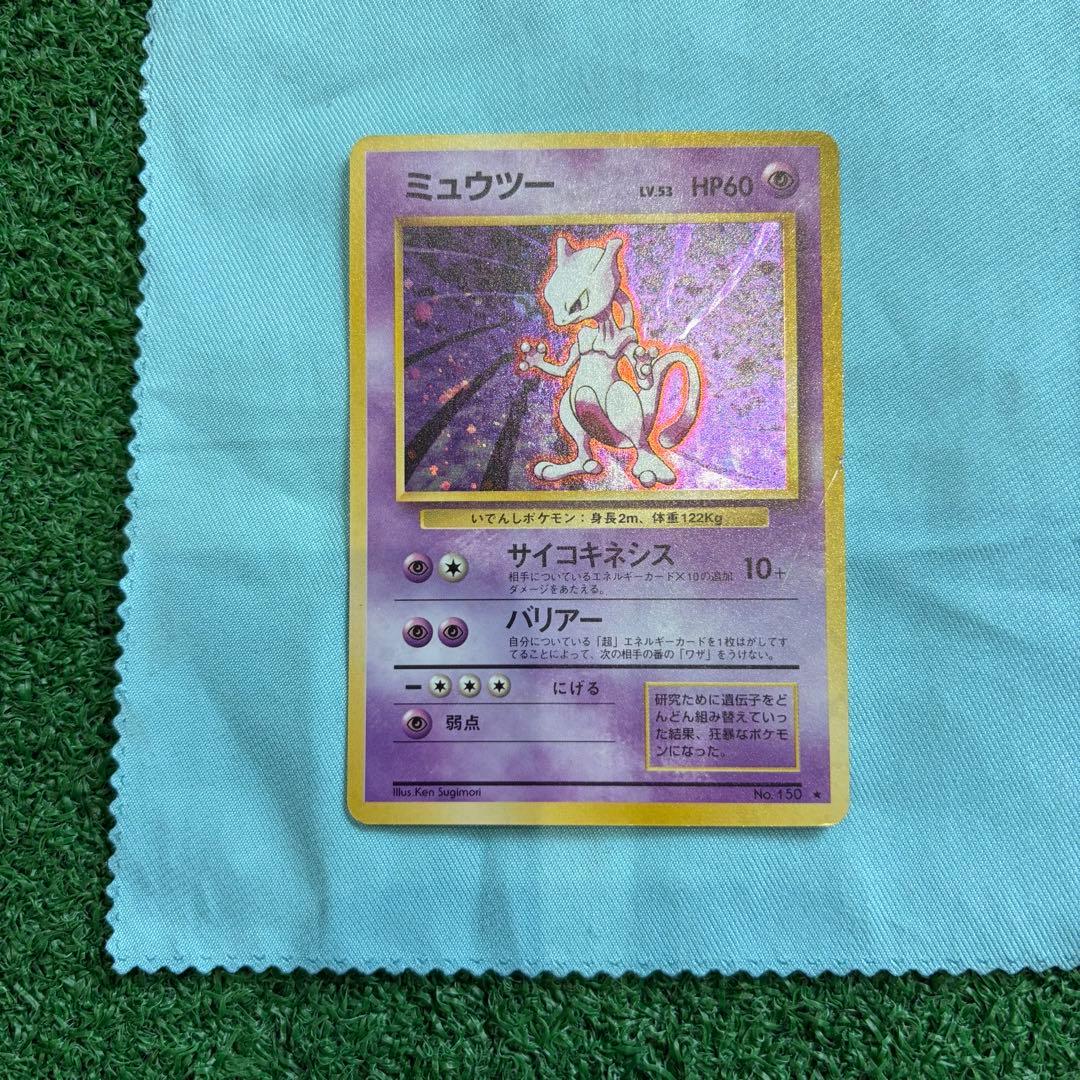 ミュウツー LV.53 HP60
いでんしポケモン：身長2m、体重122Kg
サイコキネシス 10+
相手についているエネルギーカード×10の追加
ダメージをあたえる。
バリアー
自分についている「超」エネルギーカードを1枚はがしてす
てることによって、次の相手の番の「ワザ」をうけない。
にげる
弱点
研究ために遺伝子をど
んどん組み替えていっ
た結果、狂暴なポケモ
ンになった。
Illus.Ken Sugimori
No.150 ★